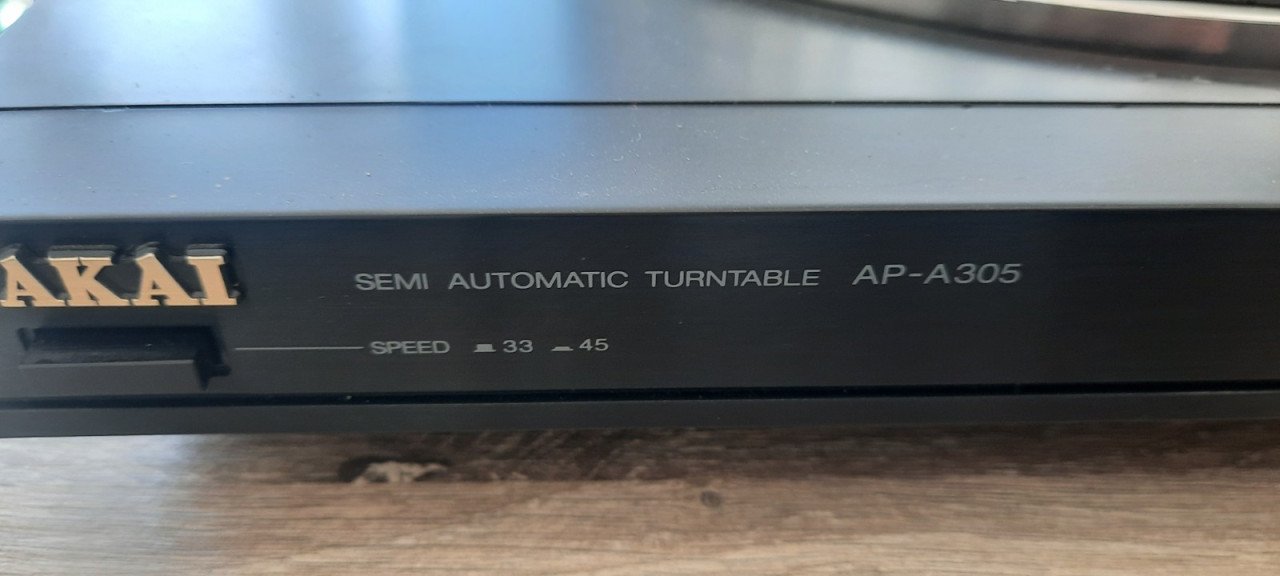 AKAI
SEMI AUTOMATIC TURNTABLE AP-A305
SPEED 33 45